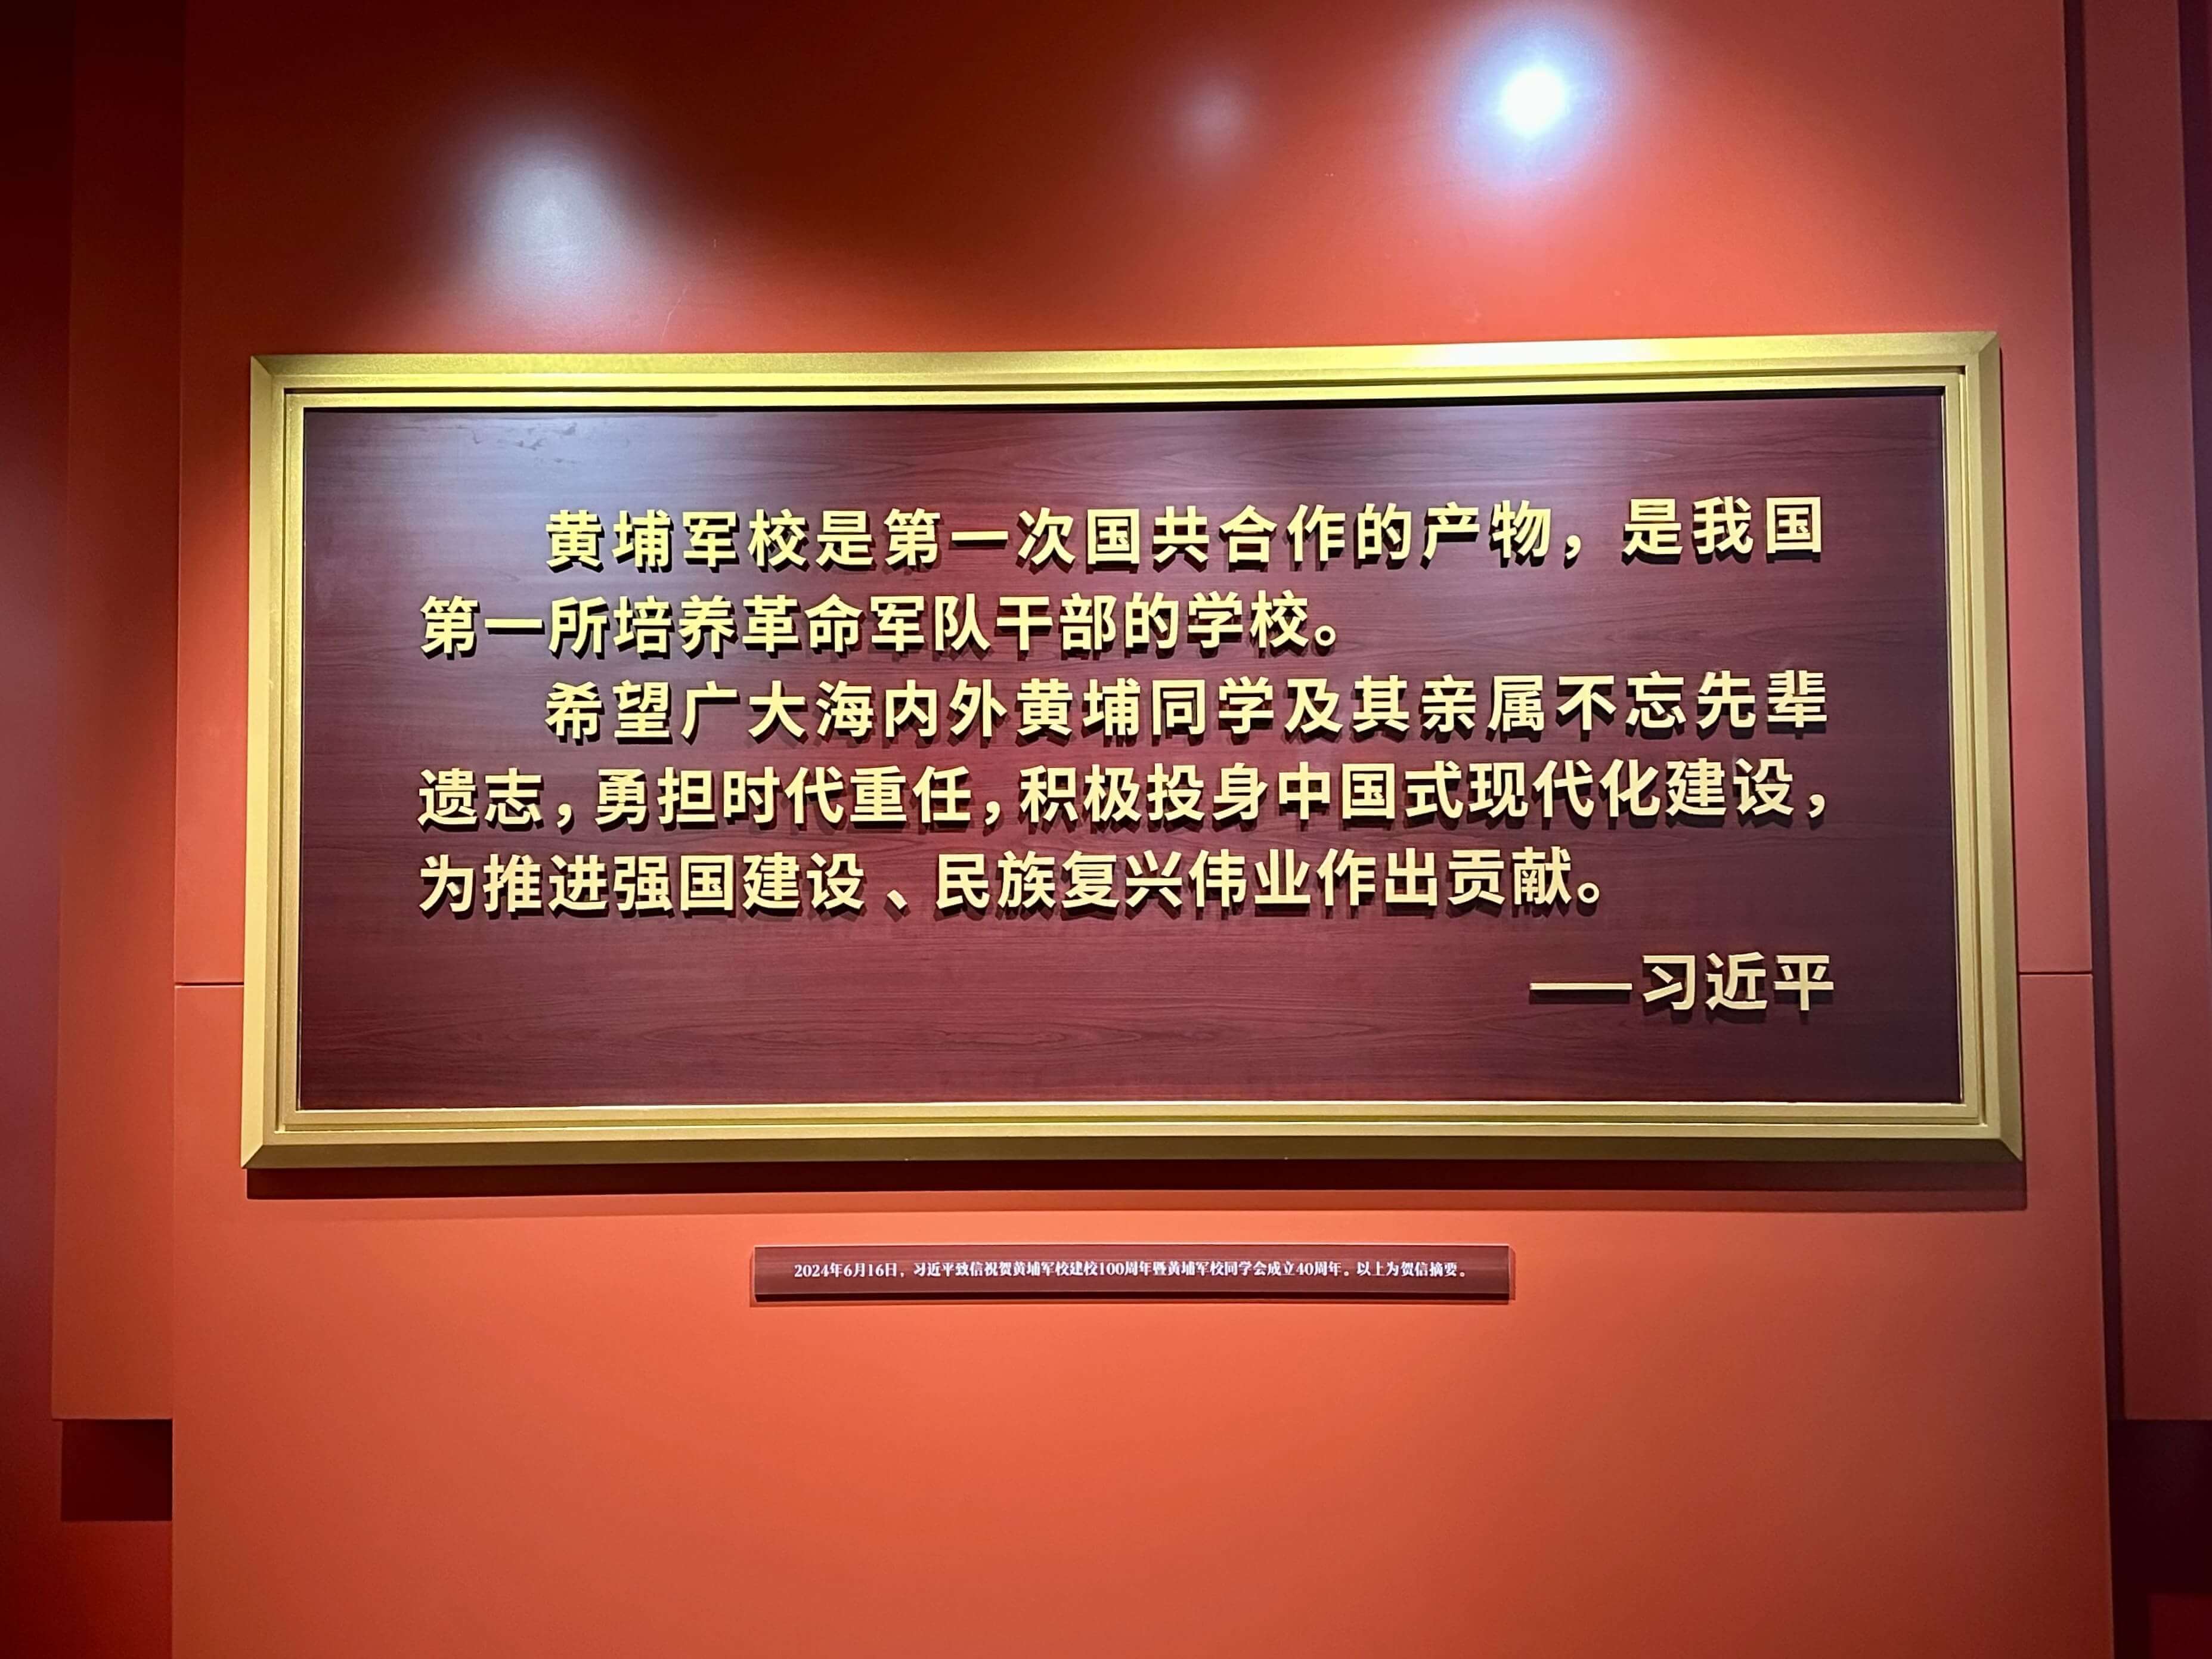 黄埔军校是第一次国共合作的产物，是我国
第一所培养革命军队干部的学校。
希望广大海内外黄埔同学及其亲属不忘先辈
遗志，勇担时代重任，积极投身中国式现代化建设，
为推进强国建设、民族复兴伟业作出贡献。
——习近平
2024年6月16日，习近平致信祝贺黄埔军校建校100周年暨黄埔军校同学会成立40周年。以上为贺信摘要。